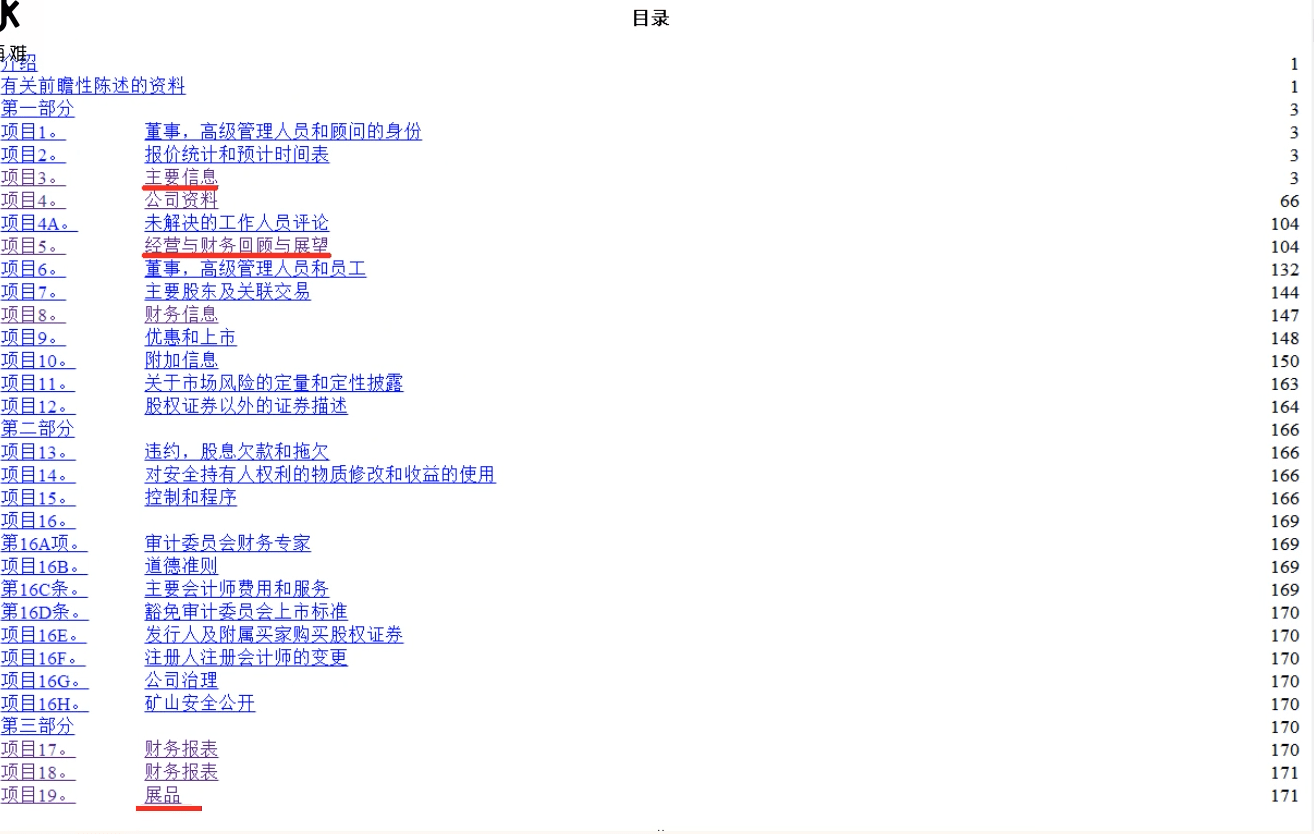 目录
再难
介绍 1
有关前瞻性陈述的资料 1
第一部分 3
项目1。 董事，高级管理人员和顾问的身份 3
项目2。 报价统计和预计时间表 3
项目3。 主要信息 3
项目4。 公司资料 66
项目4A。 未解决的工作人员评论 104
项目5。 经营与财务回顾与展望 104
项目6。 董事，高级管理人员和员工 132
项目7。 主要股东及关联交易 144
项目8。 财务信息 147
项目9。 优惠和上市 148
项目10。 附加信息 150
项目11。 关于市场风险的定量和定性披露 163
项目12。 股权证券以外的证券描述 164
第二部分 166
项目13。 违约，股息欠款和拖欠 166
项目14。 对安全持有人权利的物质修改和收益的使用 166
项目15。 控制和程序 166
项目16。 169
第16A项。 审计委员会财务专家 169
项目16B。 道德准则 169
第16C条。 主要会计师费用和服务 169
第16D条。 豁免审计委员会上市标准 170
项目16E。 发行人及附属买家购买股权证券 170
项目16F。 注册人注册会计师的变更 170
项目16G。 公司治理 170
项目16H。 矿山安全公开 170
第三部分 170
项目17。 财务报表 170
项目18。 财务报表 171
项目19。 展品 171